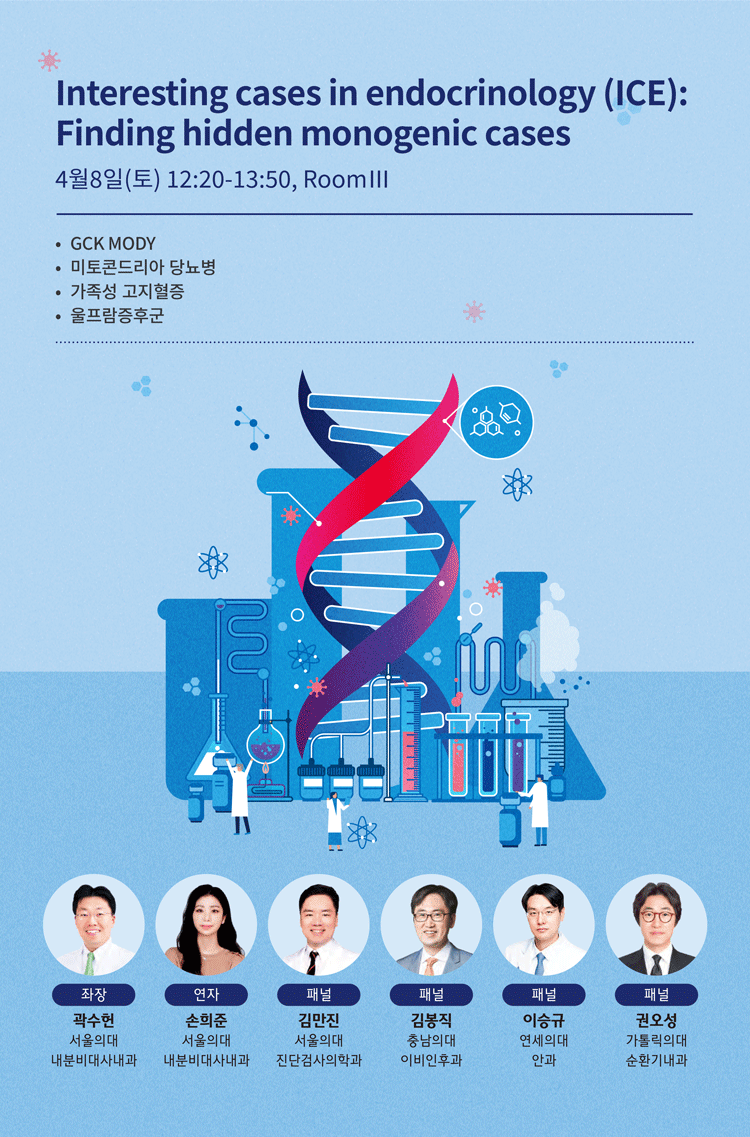 Interesting cases in endocrinology (ICE):
Finding hidden monogenic cases
4월8일(토) 12:20-13:50, RoomⅢ
• GCK MODY
• 미토콘드리아 당뇨병
• 가족성 고지혈증
• 울프람증후군
좌장
곽수헌
서울의대
내분비대사내과
연자
손희준
서울의대
내분비대사내과
패널
김만진
서울의대
진단검사의학과
패널
김봉직
충남의대
이비인후과
패널
이승규
연세의대
안과
패널
권오성
가톨릭의대
순환기내과